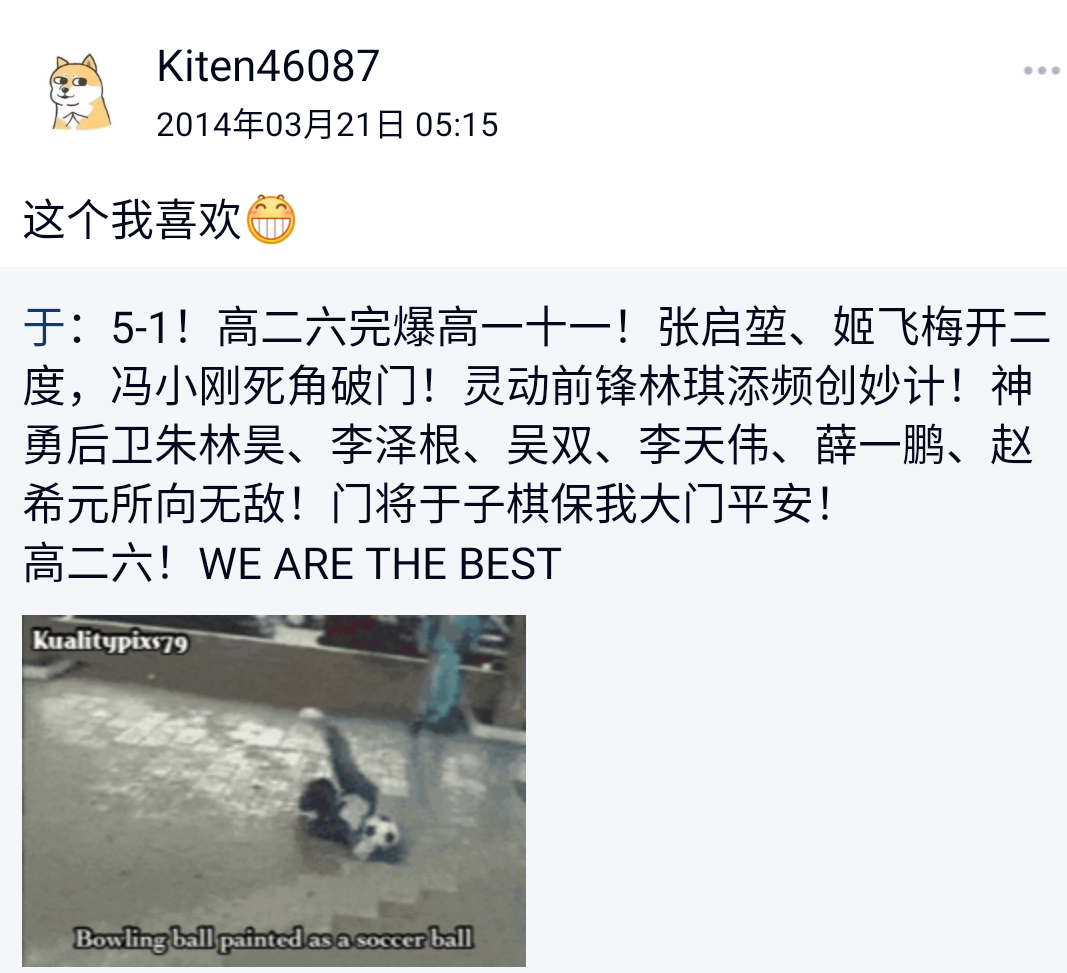 Kiten46087
2014年03月21日 05:15
这个我喜欢😁
于：5-1！高二六完爆高一十一！张启堃、姬飞梅开二
度，冯小刚死角破门！灵动前锋林琪添频创妙计！神
勇后卫朱林昊、李泽根、吴双、李天伟、薛一鹏、赵
希元所向无敌！门将于子棋保我大门平安！
高二六！WE ARE THE BEST
Kualitypixs79
Bowling ball painted as a soccer ball